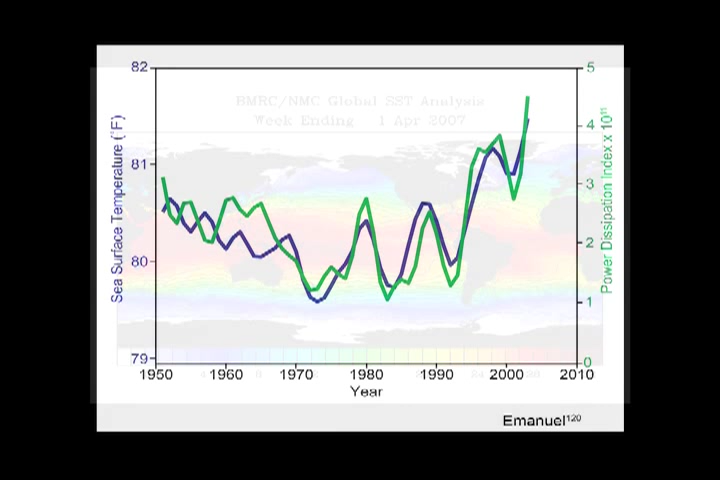 BMRC/NMC Global SST Analysis
Week Ending 1 Apr 2007
Sea Surface Temperature (°F)
82
81
80
79
Power Dissipation Index x 10¹¹
5
4
3
2
1
0
1950 1960 1970 1980 1990 2000 2010
Year
Emanuel¹²⁰